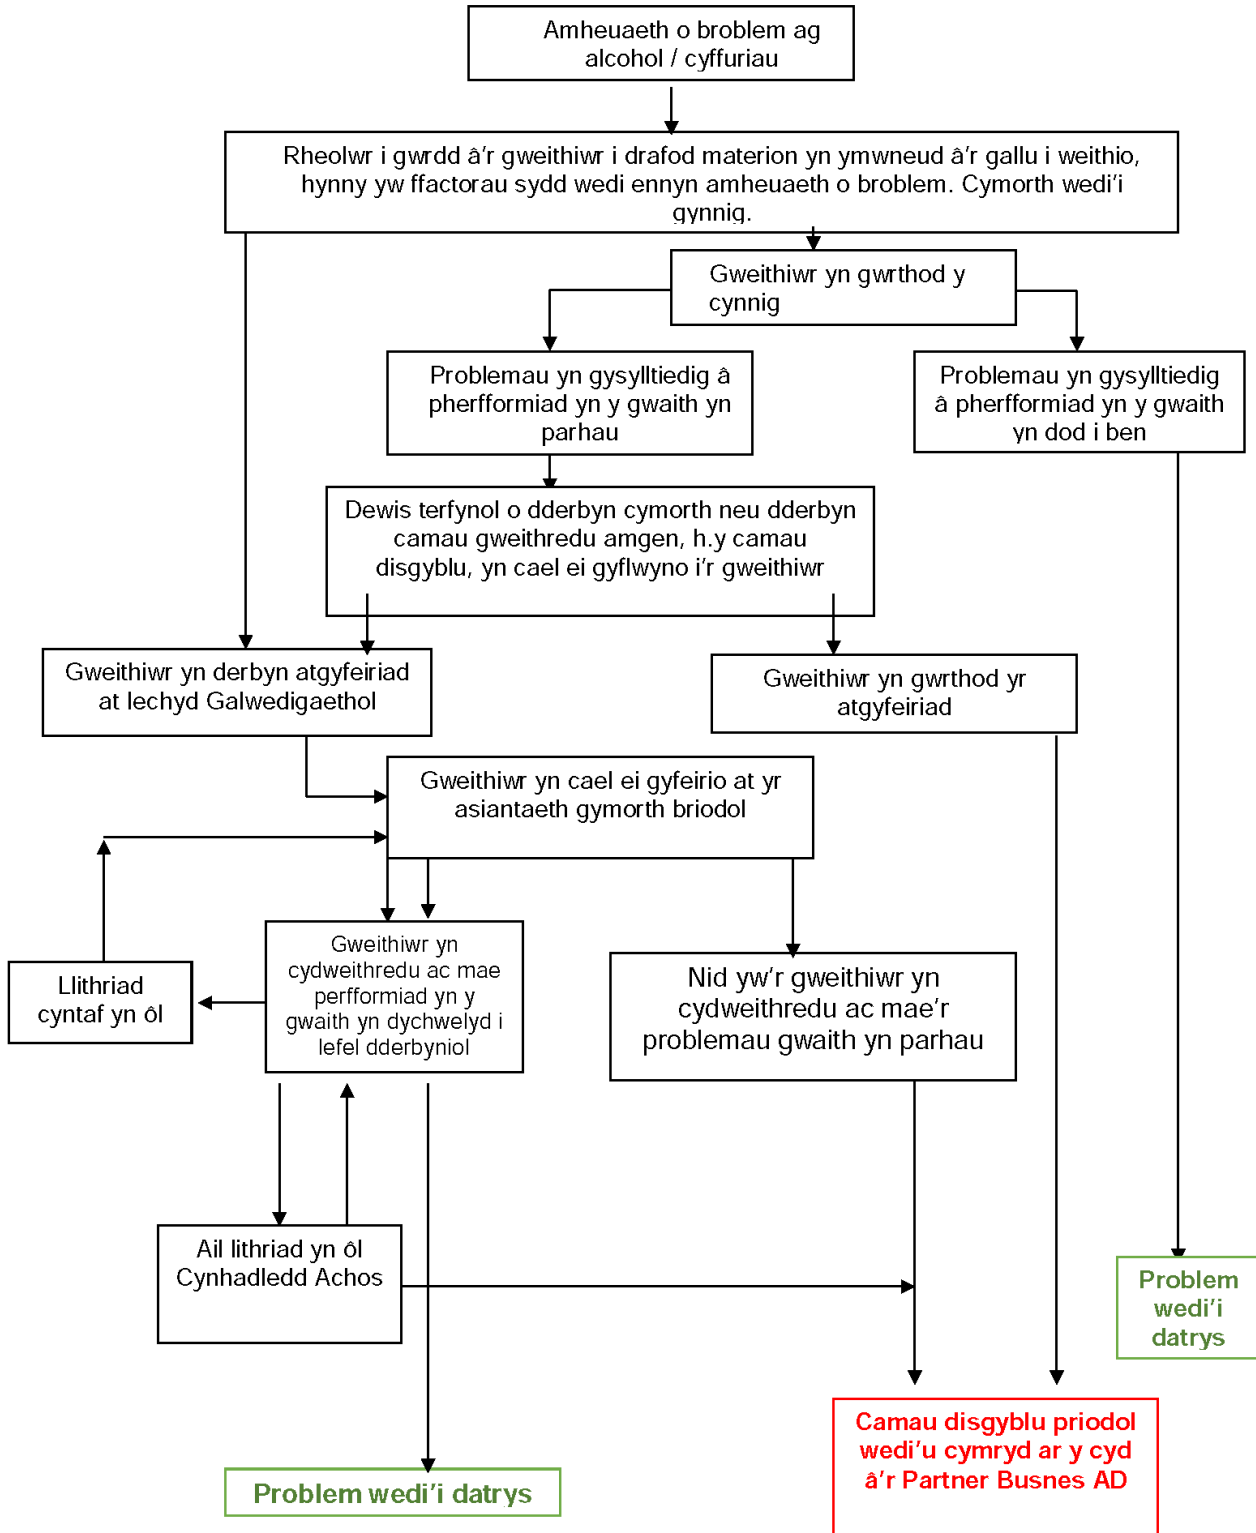 Amheuaeth o broblem ag
alcohol / cyffuriau
Rheolwr i gwrdd â'r gweithiwr i drafod materion yn ymwneud â'r gallu i weithio,
hynny yw ffactorau sydd wedi ennyn amheuaeth o broblem. Cymorth wedi'i
gynnig.
Gweithiwr yn gwrthod y
cynnig
Problemau yn gysylltiedig â
pherfformiad yn y gwaith yn
parhau
Problemau yn gysylltiedig
â pherfformiad yn y gwaith
yn dod i ben
Dewis terfynol o dderbyn cymorth neu dderbyn
camau gweithredu amgen, h.y camau
disgyblu, yn cael ei gyflwyno i'r gweithiwr
Gweithiwr yn derbyn atgyfeiriad
at Iechyd Galwedigaethol
Gweithiwr yn gwrthod yr
atgyfeiriad
Gweithiwr yn cael ei gyfeirio at yr
asiantaeth gymorth briodol
Gweithiwr yn
cydweithredu ac mae
perfformiad yn y
gwaith yn dychwelyd i
lefel dderbyniol
Llithriad
cyntaf yn ôl
Nid yw'r gweithiwr yn
cydweithredu ac mae'r
problemau gwaith yn parhau
Ail lithriad yn ôl
Cynhadledd Achos
Problem
wedi'i
datrys
Camau disgyblu priodol
wedi'u cymryd ar y cyd
â'r Partner Busnes AD
Problem wedi'i datrys